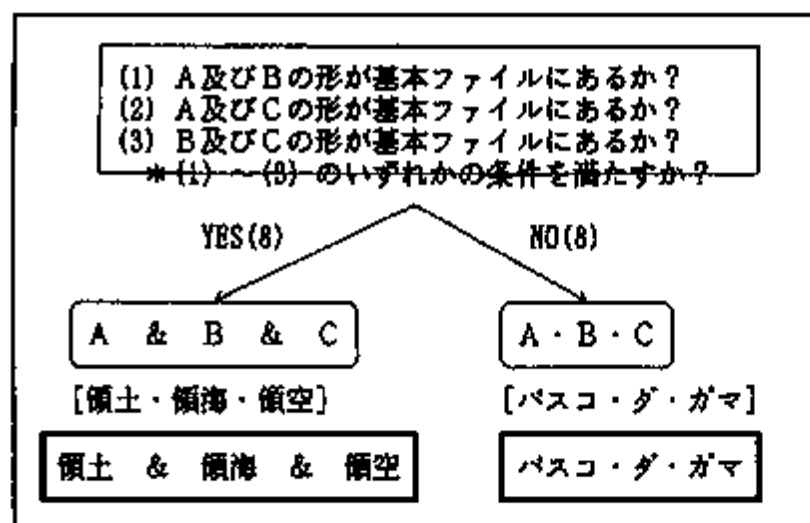 (1) A及びBの形が基本ファイルにあるか?
(2) A及びCの形が基本ファイルにあるか?
(3) B及びCの形が基本ファイルにあるか?
*(1)~(3)のいずれかの条件を満たすか?
YES(8) NO(8)
A & B & C A・B・C
[領土・領海・領空] [バスコ・ダ・ガマ]
領土 & 領海 & 領空 バスコ・ダ・ガマ